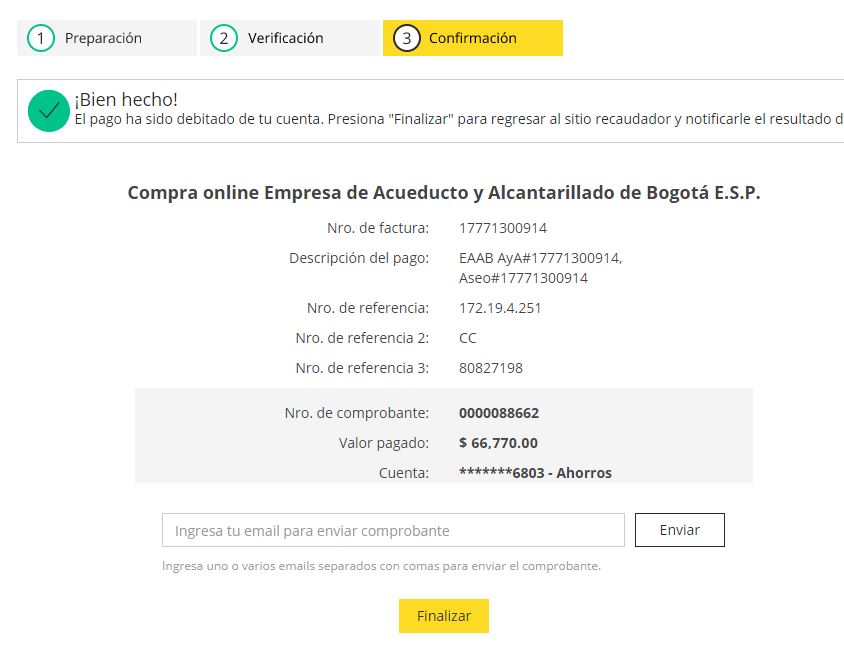 1 Preparación
2 Verificación
3 Confirmación
¡Bien hecho!
El pago ha sido debitado de tu cuenta. Presiona "Finalizar" para regresar al sitio recaudador y notificarle el resultado d
Compra online Empresa de Acueducto y Alcantarillado de Bogotá E.S.P.
Nro. de factura: 17771300914
Descripción del pago: EAAB AyA#17771300914,
Aseo#17771300914
Nro. de referencia: 172.19.4.251
Nro. de referencia 2: CC
Nro. de referencia 3: 80827198
Nro. de comprobante: 0000088662
Valor pagado: $ 66,770.00
Cuenta: *******6803 - Ahorros
Ingresa tu email para enviar comprobante
Enviar
Ingresa uno o varios emails separados con comas para enviar el comprobante.
Finalizar